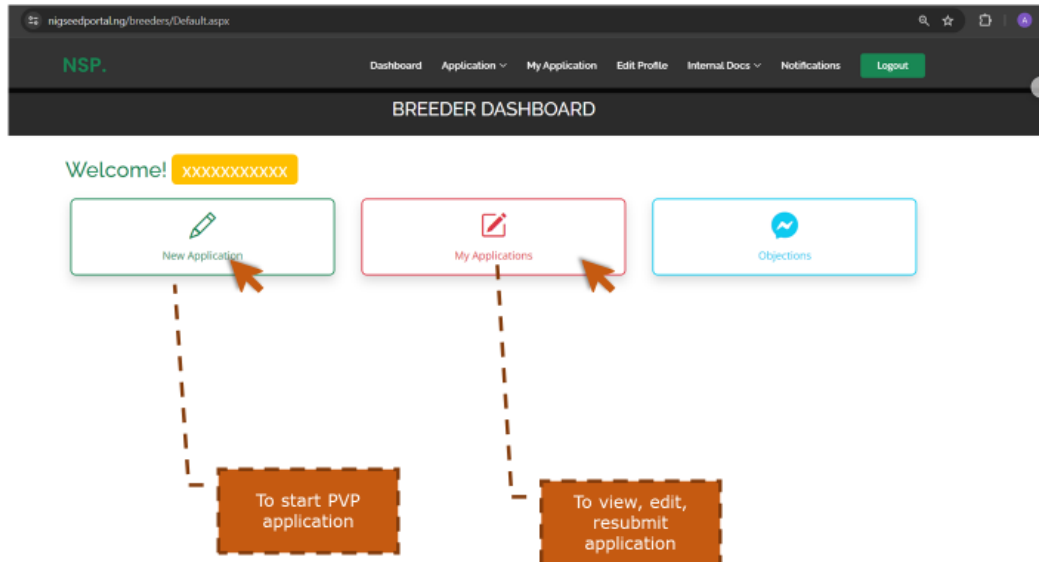 nigseedportal.ng/breeders/Default.aspx
A
NSP.
Dashboard Application My Application Edit Profile Internal Docs Notifications Logout
BREEDER DASHBOARD
Welcome! xxxxxxxxxxx
New Application
My Applications
Objections
To start PVP
application
To view, edit,
resubmit
application